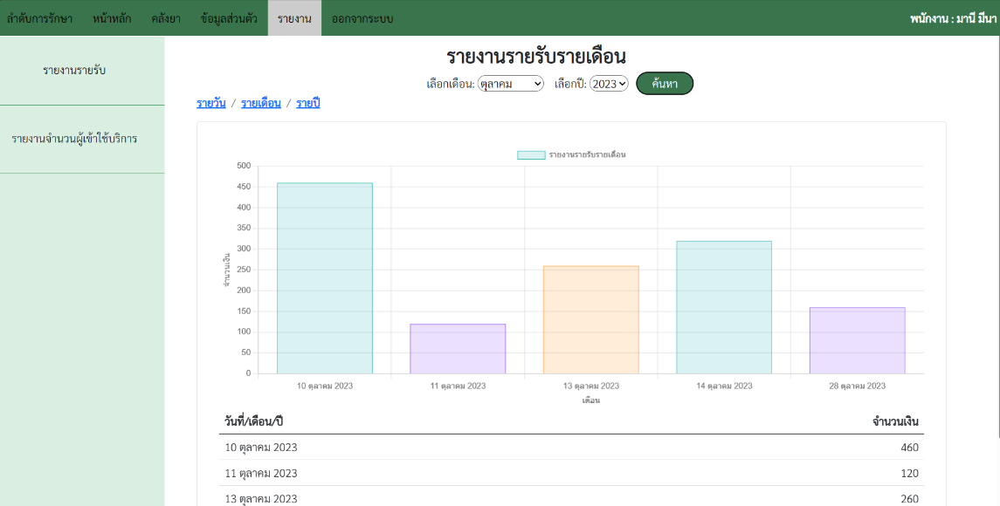 ลำดับการรักษา หน้าหลัก คลังยา ข้อมูลส่วนตัว รายงาน ออกจากระบบ พนักงาน : มานี มีนา
รายงานรายรับ
รายงานจำนวนผู้เข้าใช้บริการ
รายงานรายรับรายเดือน
เลือกเดือน: ตุลาคม เลือกปี: 2023 ค้นหา
รายวัน / รายเดือน / รายปี
รายงานรายรับรายเดือน
500
450
400
350
300
250
200
150
100
50
0
จำนวนเงิน
10 ตุลาคม 2023 11 ตุลาคม 2023 13 ตุลาคม 2023 14 ตุลาคม 2023 28 ตุลาคม 2023
เดือน
วันที่/เดือน/ปี จำนวนเงิน
10 ตุลาคม 2023 460
11 ตุลาคม 2023 120
13 ตุลาคม 2023 260